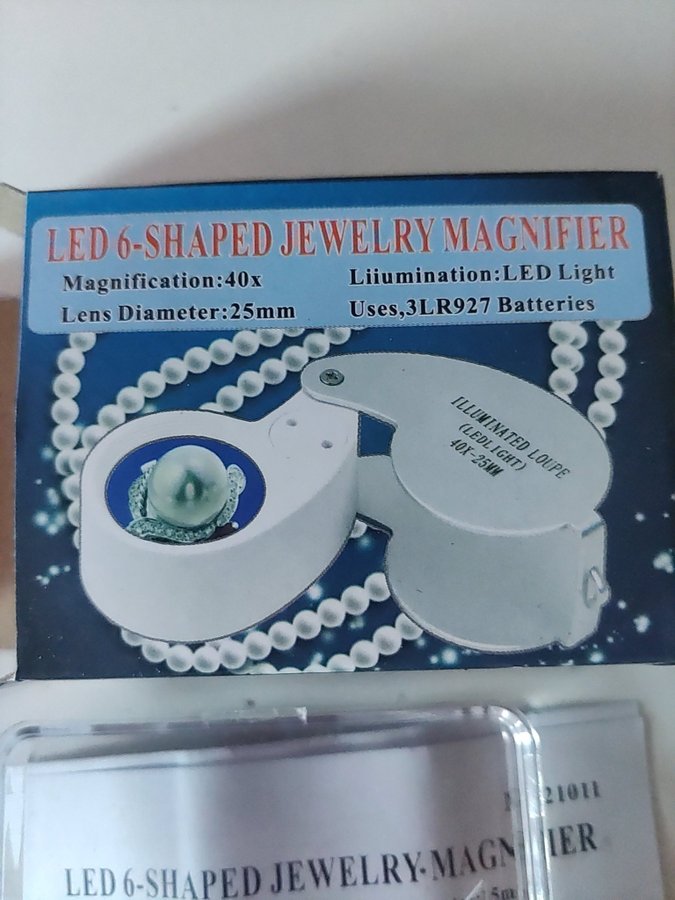 LED 6-SHAPED JEWELRY MAGNIFIER
Magnification:40x
Liiumination:LED Light
Lens Diameter:25mm
Uses,3LR927 Batteries
ILLUMINATED LOUPE
(LEDLIGHT)
40X-25MM
21011
LED 6-SHAPED JEWELRY-MAGN IER